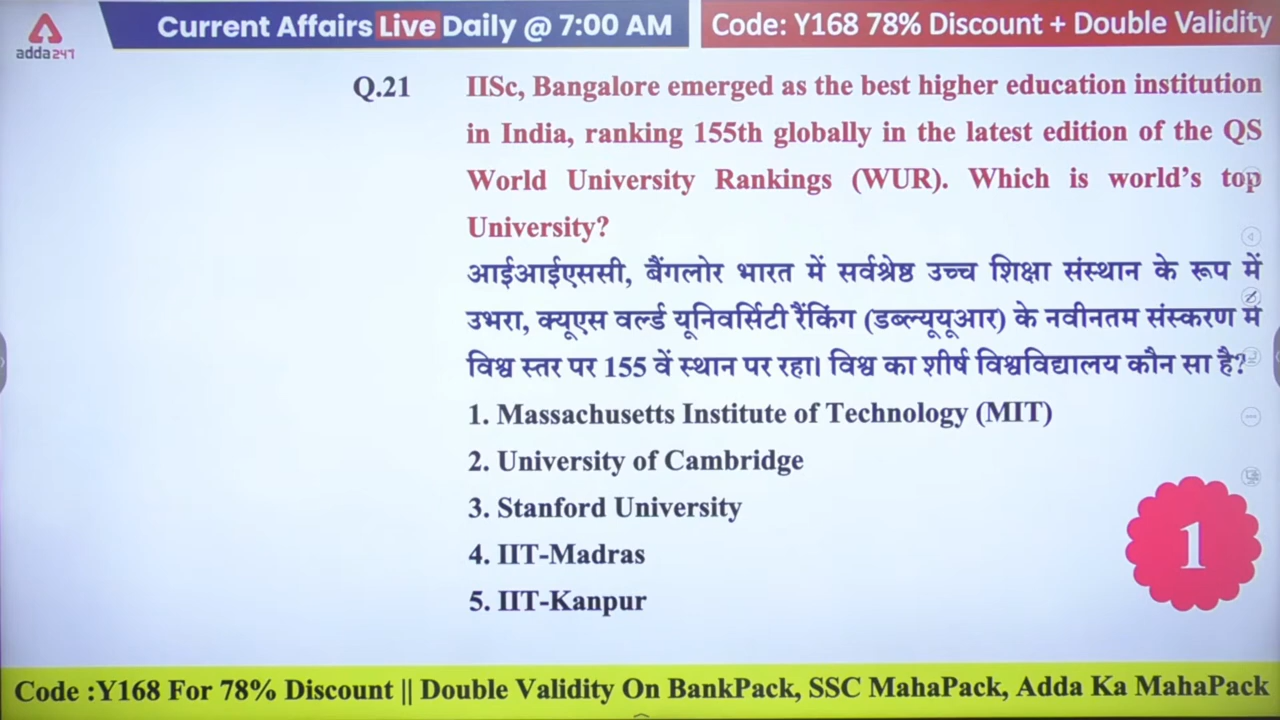 adda247
Current Affairs Live Daily @ 7:00 AM
Code: Y168 78% Discount + Double Validity
Q.21
IISc, Bangalore emerged as the best higher education institution
in India, ranking 155th globally in the latest edition of the QS
World University Rankings (WUR). Which is world's top
University?
आईआईएससी, बैंगलोर भारत में सर्वश्रेष्ठ उच्च शिक्षा संस्थान के रूप में
उभरा, क्यूएस वर्ल्ड यूनिवर्सिटी रैंकिंग (डब्ल्यूयूआर) के नवीनतम संस्करण में
विश्व स्तर पर 155 वें स्थान पर रहा। विश्व का शीर्ष विश्वविद्यालय कौन सा है?
1. Massachusetts Institute of Technology (MIT)
2. University of Cambridge
3. Stanford University
4. IIT-Madras
5. IIT-Kanpur
1
Code :Y168 For 78% Discount || Double Validity On BankPack, SSC MahaPack, Adda Ka MahaPack